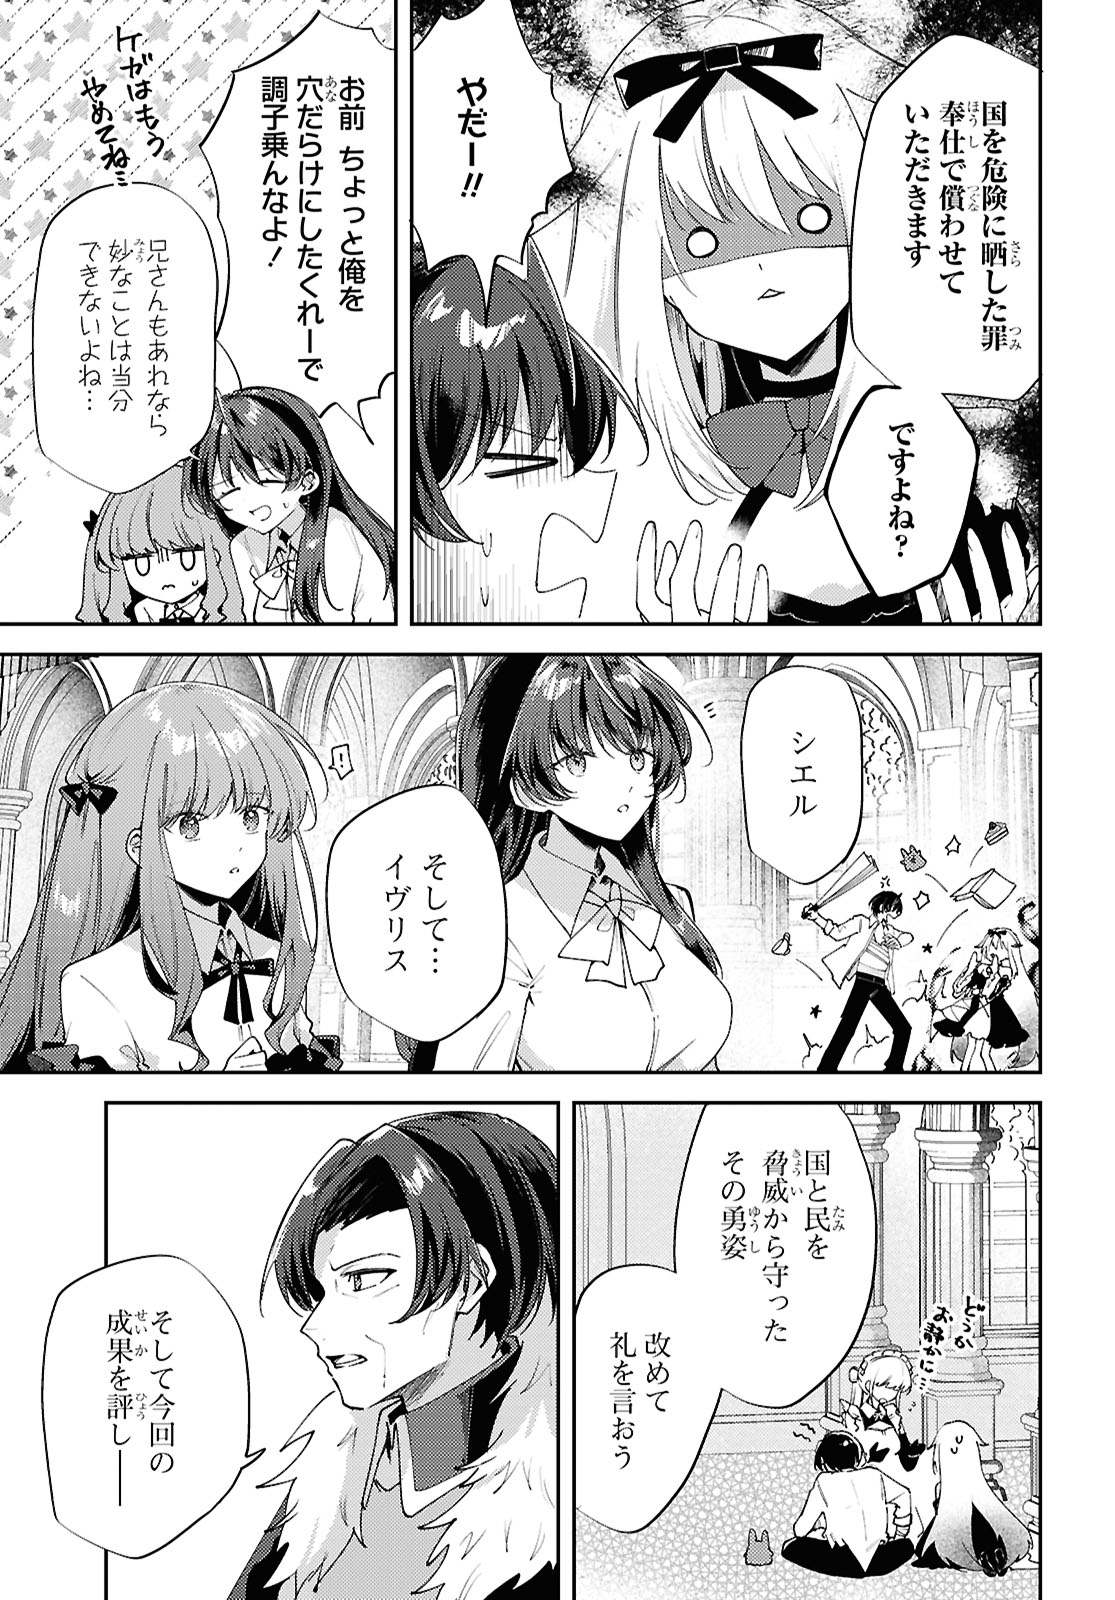 国を危険に晒した罪
奉仕で償わせて
いただきます
ですよね?
やだーー!!
お前 ちょっと俺を
穴だらけにしたくれーで
調子乗んなよ!
ケガはもう
やめてね…
兄さんもあれなら
妙なことは当分
できないよね…
シエル
そして…
イヴリス
国と民を
脅威から守った
その勇姿
改めて
礼を言おう
どうか
お静かに…
そして今回の
成果を評し――